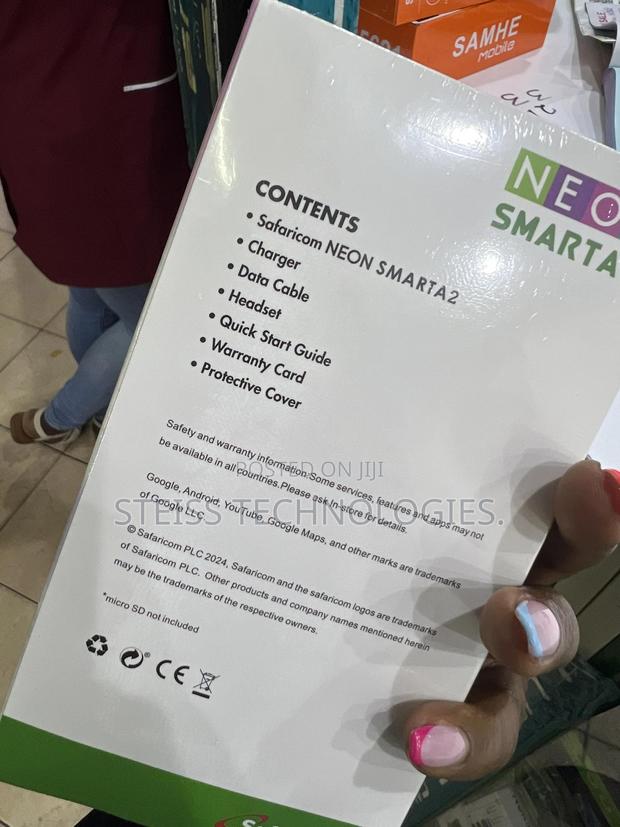 SAMHE
Mobile
NEO
SMARTA
CONTENTS
• Safaricom NEON SMARTA2
• Charger
• Data Cable
• Headset
• Quick Start Guide
• Warranty Card
• Protective Cover
Safety and warranty information:Some services, features and apps may not
be available in all countries.Please ask In-store for details.
POSTED ON JIJI
STEISS TECHNOLOGIES.
Google, Android, YouTube, Google Maps, and other marks are trademarks
of Google LLC
© Safaricom PLC 2024, Safaricom and the safaricom logos are trademarks
of Safaricom PLC. Other products and company names mentioned herein
may be the trademarks of the respective owners.
*micro SD not included
CE